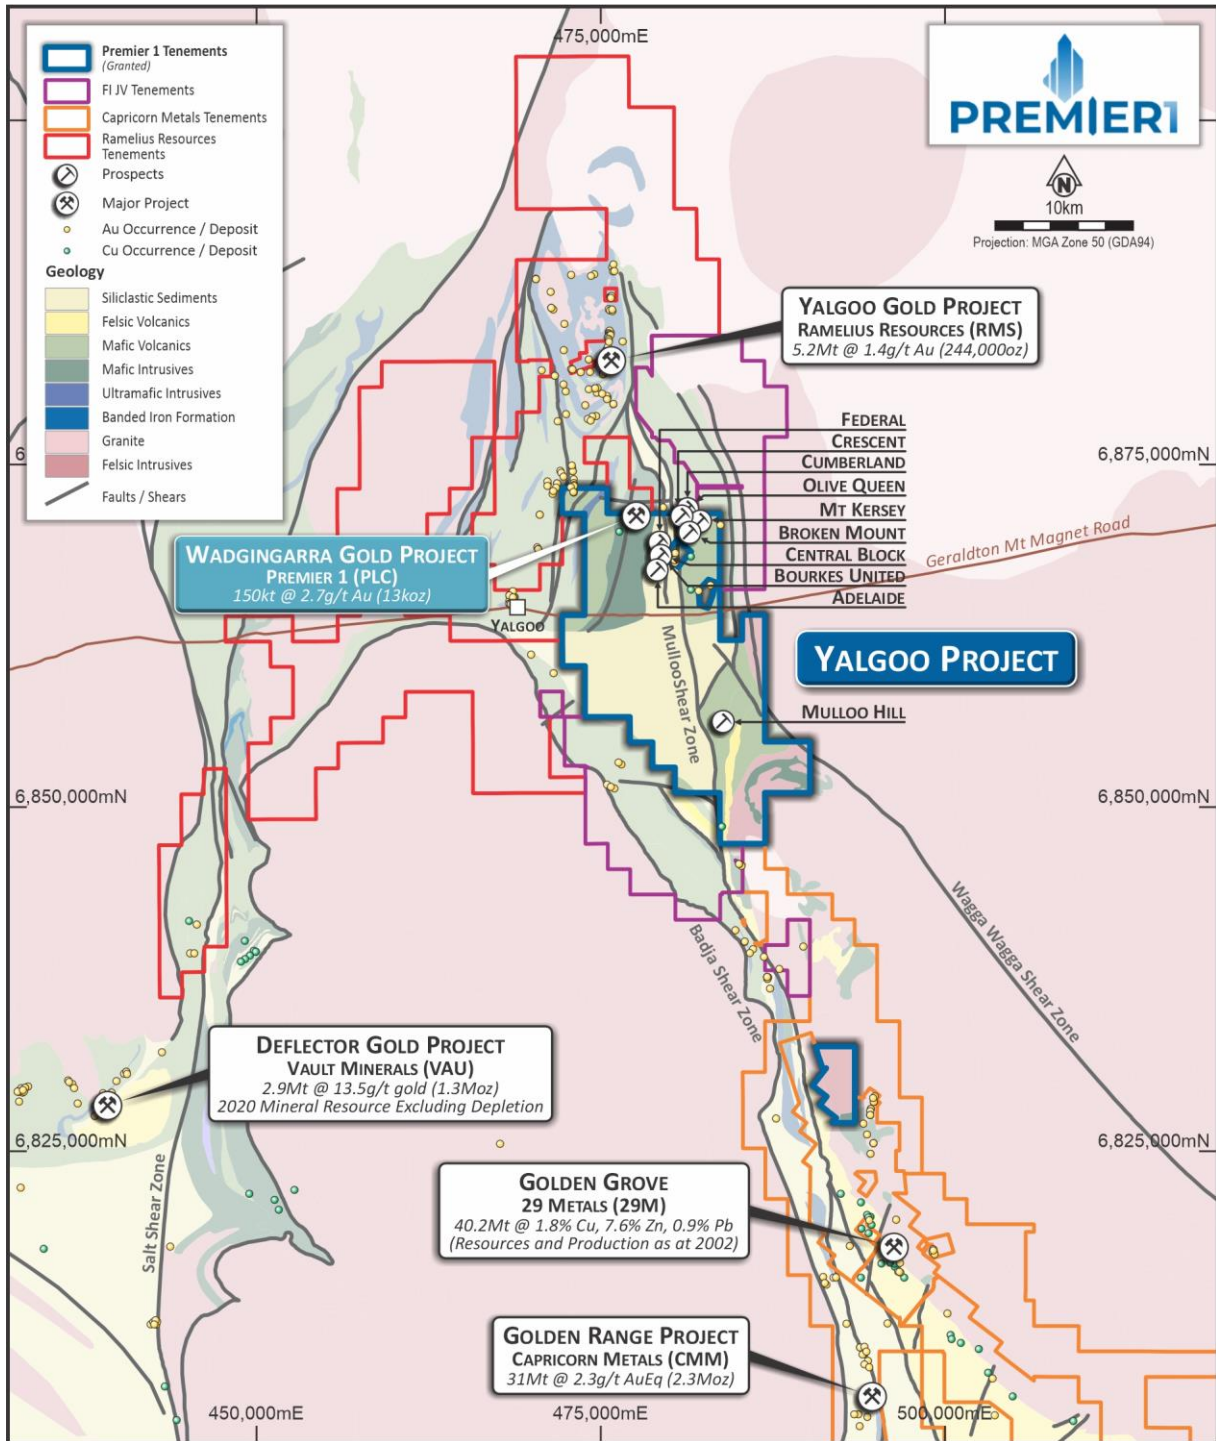 475,000mE
Premier 1 Tenements
(Granted)
FI JV Tenements
Capricorn Metals Tenements
Ramelius Resources
Tenements
Prospects
Major Project
Au Occurrence / Deposit
Cu Occurrence / Deposit
Geology
Siliclastic Sediments
Felsic Volcanics
Mafic Volcanics
Mafic Intrusives
Ultramafic Intrusives
Banded Iron Formation
Granite
Felsic Intrusives
Faults / Shears
PREMIER1
N
10km
Projection: MGA Zone 50 (GDA94)
YALGOO GOLD PROJECT
RAMELIUS RESOURCES (RMS)
5.2Mt @ 1.4g/t Au (244,000oz)
FEDERAL
CRESCENT
CUMBERLAND
OLIVE QUEEN
MT KERSEY
BROKEN MOUNT
CENTRAL BLOCK
BOURKES UNITED
ADELAIDE
6
6,875,000mN
Geraldton Mt Magnet Road
WADGINGARRA GOLD PROJECT
PREMIER 1 (PLC)
150kt @ 2.7g/t Au (13koz)
YALGOO
YALGOO PROJECT
MULLOO HILL
MullooShear Zone
6,850,000mN
6,850,000mN
Wagga Wagga Shear Zone
Badja Shear Zone
DEFLECTOR GOLD PROJECT
VAULT MINERALS (VAU)
2.9Mt @ 13.5g/t gold (1.3Moz)
2020 Mineral Resource Excluding Depletion
6,825,000mN
6,825,000mN
Salt Shear Zone
GOLDEN GROVE
29 METALS (29M)
40.2Mt @ 1.8% Cu, 7.6% Zn, 0.9% Pb
(Resources and Production as at 2002)
GOLDEN RANGE PROJECT
CAPRICORN METALS (CMM)
31Mt @ 2.3g/t AuEq (2.3Moz)
450,000mE
475,000mE
500,000mE